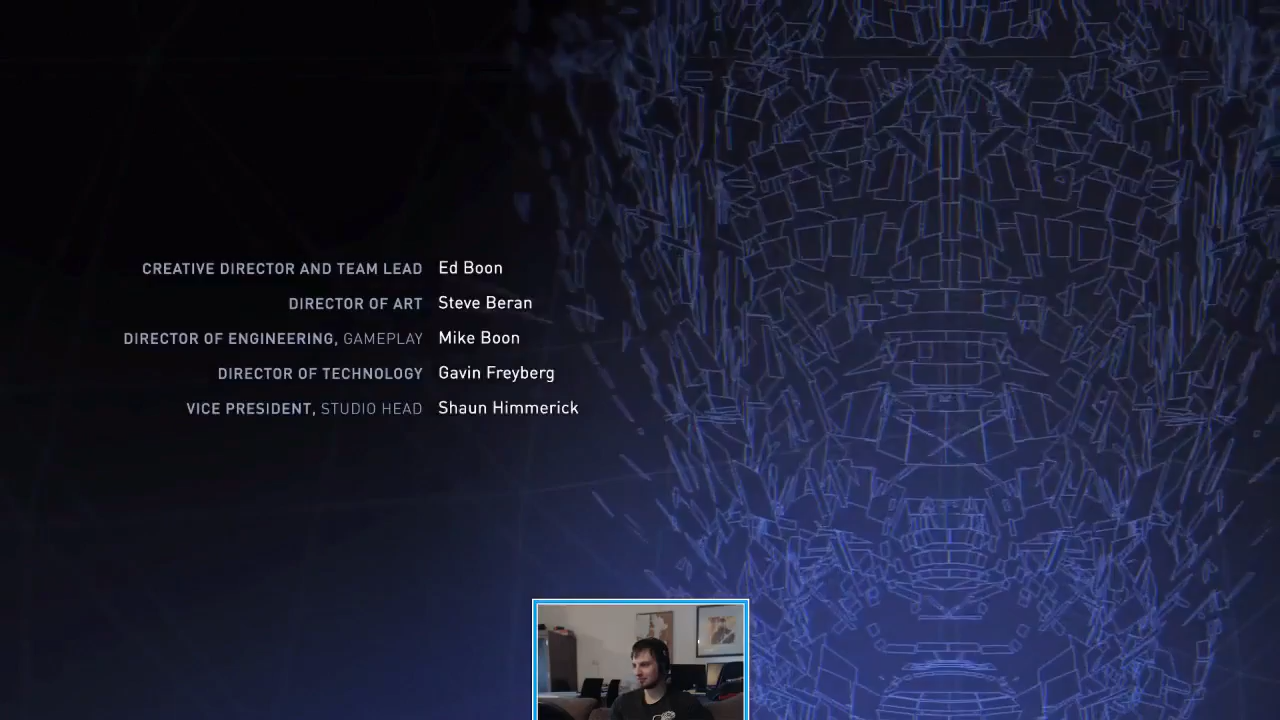 CREATIVE DIRECTOR AND TEAM LEAD Ed Boon
DIRECTOR OF ART Steve Beran
DIRECTOR OF ENGINEERING, GAMEPLAY Mike Boon
DIRECTOR OF TECHNOLOGY Gavin Freyberg
VICE PRESIDENT, STUDIO HEAD Shaun Himmerick